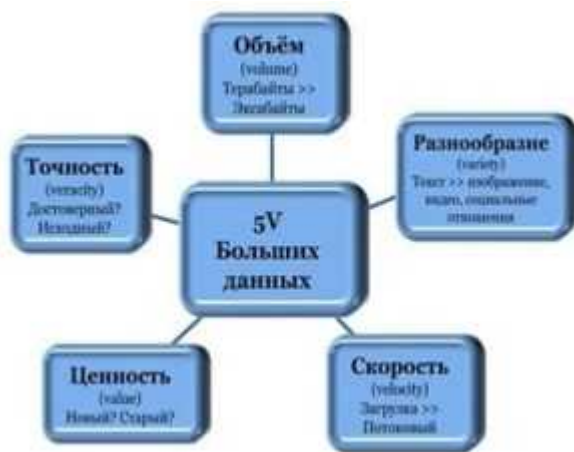 Объём
(volume)
Терабайты >>
Эксабайты
Точность
(veracity)
Достоверный?
Исходный?
Разнообразие
(variety)
Текст >> изображение,
видео, социальные
отношения
5V
Больших
данных
Ценность
(value)
Новый? Старый?
Скорость
(velocity)
Загрузка >>
Потоковый